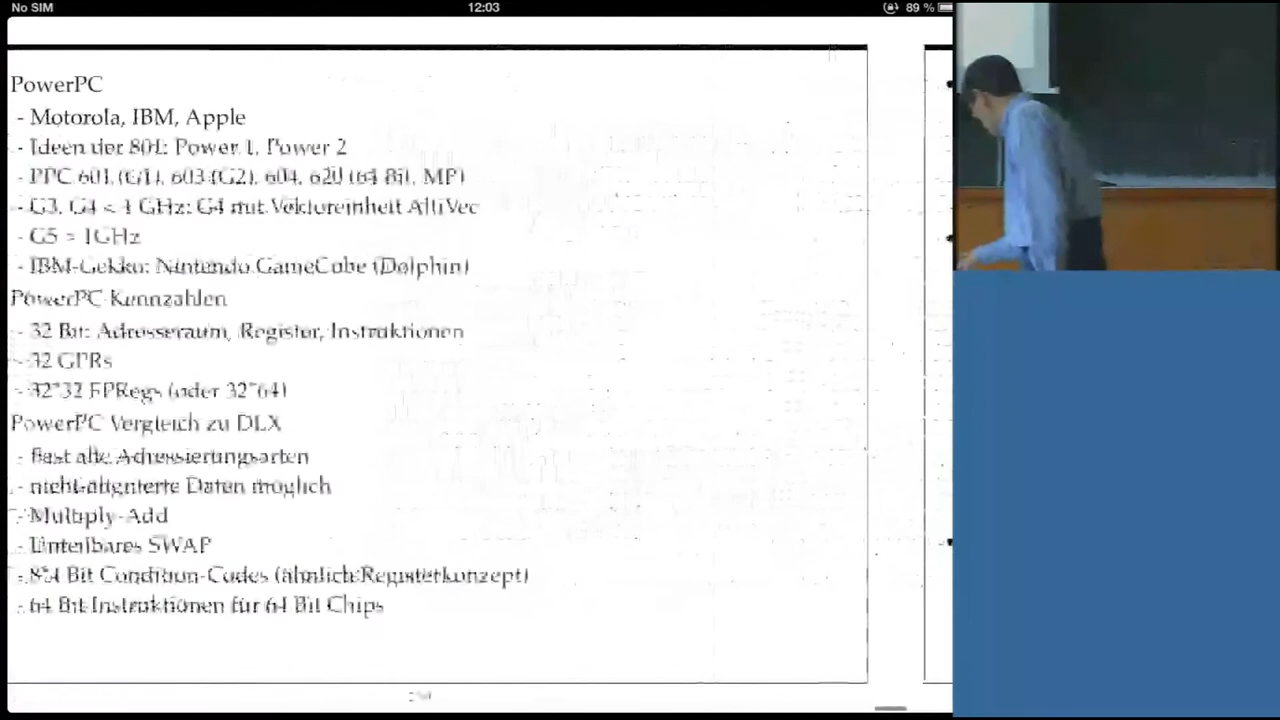 No SIM
12:03
89 %
PowerPC
- Motorola, IBM, Apple
- Ideen der 801: Power 1, Power 2
- PPC 601 (G1), 603 (G2), 604, 620 (64 Bit, MP)
- G3, G4 < 1 GHz: G4 mit Vektoreinheit AltiVec
- G5 > 1GHz
- IBM-Gekko: Nintendo GameCube (Dolphin)
PowerPC Kennzahlen
- 32 Bit: Adresseraum, Register, Instruktionen
- 32 GPRs
- 32*32 FPRegs (oder 32*64)
PowerPC Vergleich zu DLX
- Fast alle Adressierungsarten
- nicht-alignierte Daten möglich
- Multiply-Add
- Unteilbares SWAP
- 8*4 Bit Condition-Codes (ähnlich Registerkonzept)
- 64 Bit Instruktionen für 64 Bit Chips